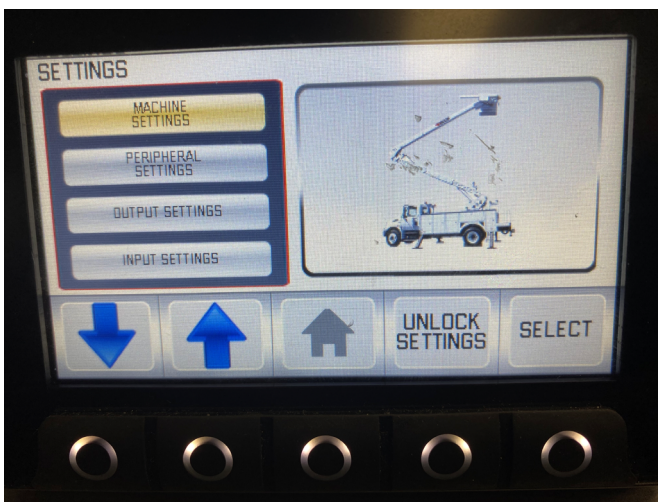 SETTINGS
MACHINE
SETTINGS
PERIPHERAL
SETTINGS
OUTPUT SETTINGS
INPUT SETTINGS
UNLOCK
SETTINGS
SELECT